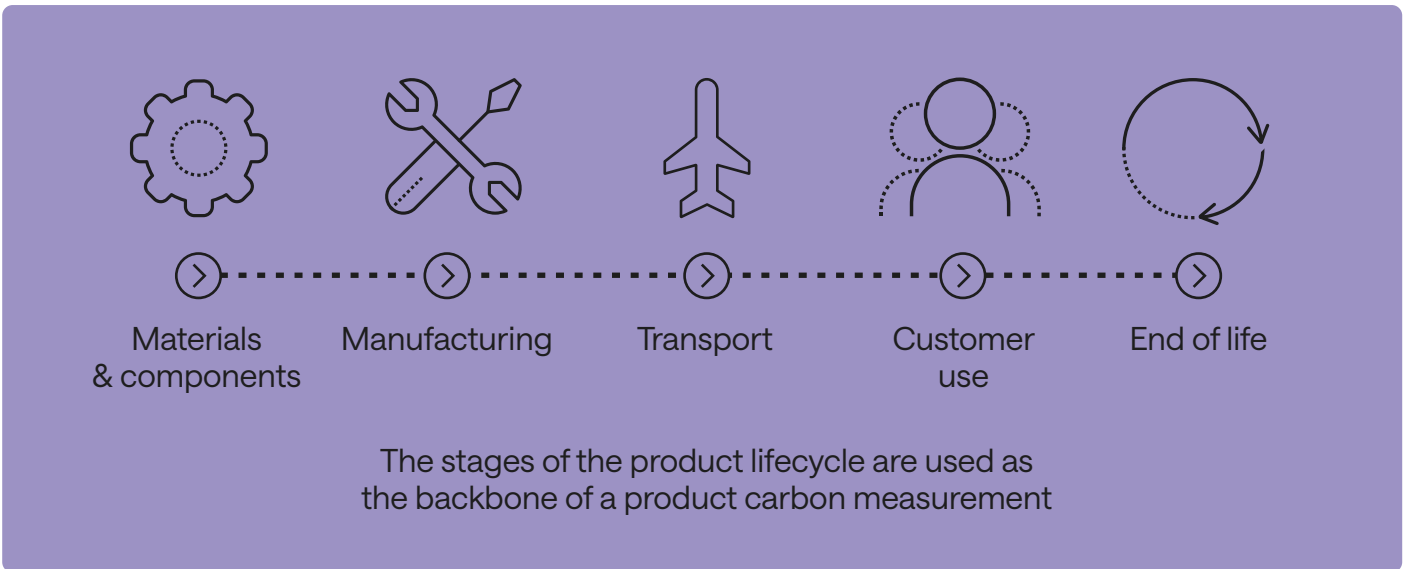 Materials
& components
Manufacturing
Transport
Customer
use
End of life
The stages of the product lifecycle are used as
the backbone of a product carbon measurement